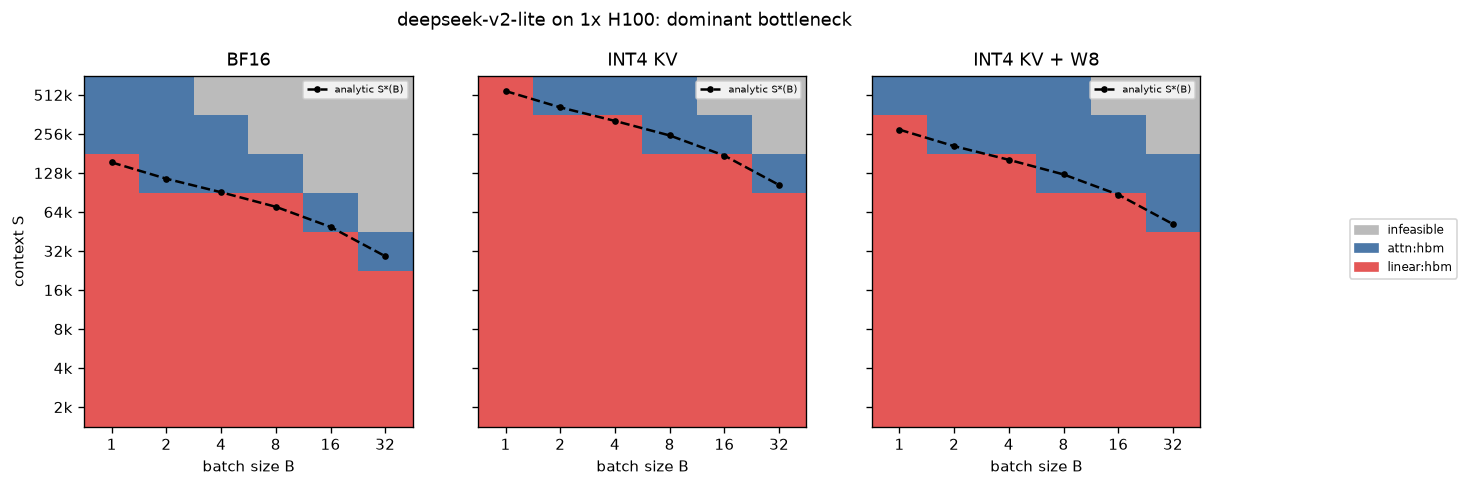 deepseek-v2-lite on 1x H100: dominant bottleneck
BF16
INT4 KV
INT4 KV + W8
analytic S*(B)
analytic S*(B)
analytic S*(B)
context S
512k
256k
128k
64k
32k
16k
8k
4k
2k
1 2 4 8 16 32
1 2 4 8 16 32
1 2 4 8 16 32
batch size B
batch size B
batch size B
infeasible
attn:hbm
linear:hbm